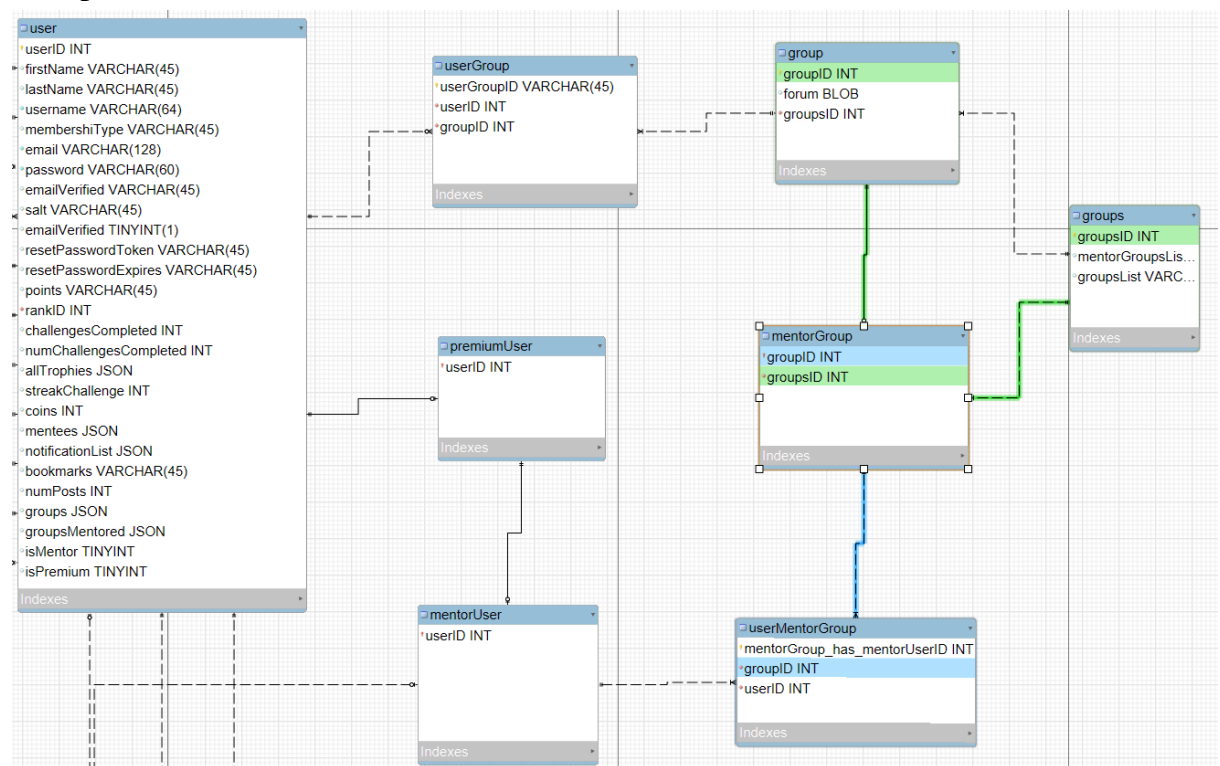 user
userID INT
firstName VARCHAR(45)
lastName VARCHAR(45)
username VARCHAR(64)
membershiType VARCHAR(45)
email VARCHAR(128)
password VARCHAR(60)
emailVerified VARCHAR(45)
salt VARCHAR(45)
emailVerified TINYINT(1)
resetPasswordToken VARCHAR(45)
resetPasswordExpires VARCHAR(45)
points VARCHAR(45)
rankID INT
challengesCompleted INT
numChallengesCompleted INT
allTrophies JSON
streakChallenge INT
coins INT
mentees JSON
notificationList JSON
bookmarks VARCHAR(45)
numPosts INT
groups JSON
groupsMentored JSON
isMentor TINYINT
isPremium TINYINT
Indexes
userGroup
userGroupID VARCHAR(45)
userID INT
groupID INT
Indexes
group
groupID INT
forum BLOB
groupsID INT
Indexes
groups
groupsID INT
mentorGroupsLis...
groupsList VARC...
Indexes
premiumUser
userID INT
Indexes
mentorGroup
groupID INT
groupsID INT
Indexes
mentorUser
userID INT
Indexes
userMentorGroup
mentorGroup_has_mentorUserID INT
groupID INT
userID INT
Indexes